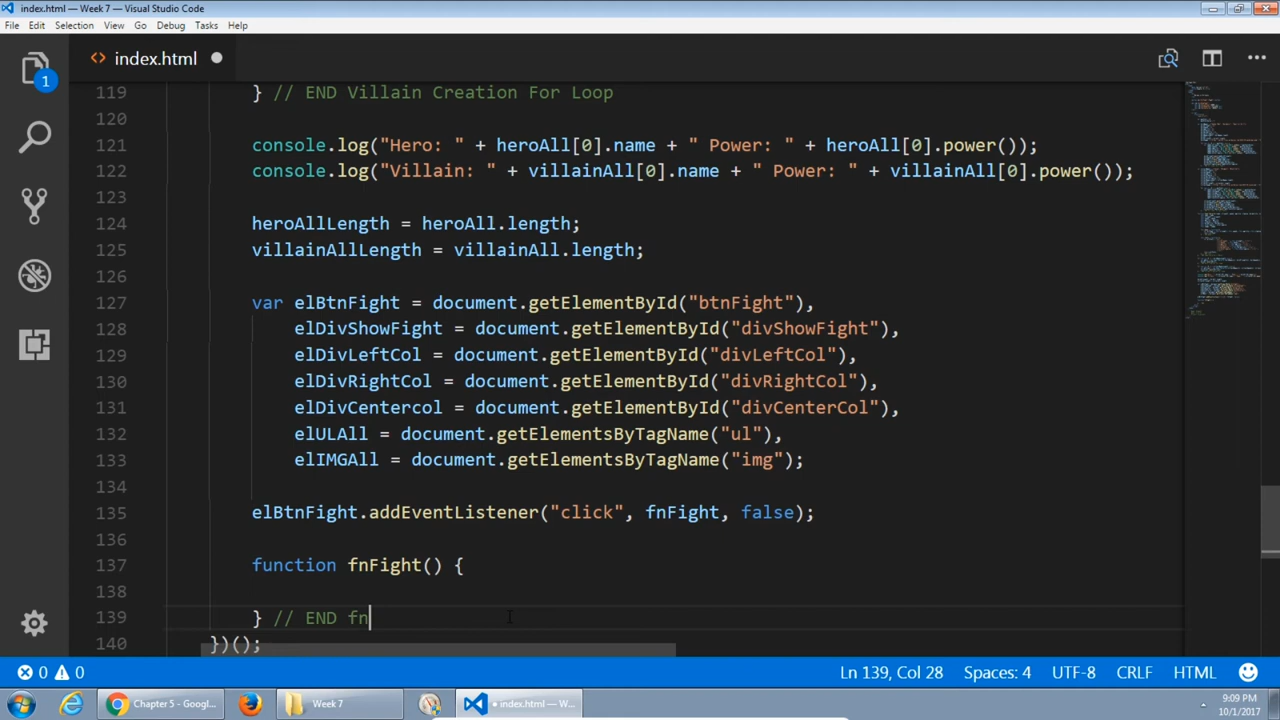 index.html — Week 7 - Visual Studio Code
File Edit Selection View Go Debug Tasks Help
index.html
1
119 } // END Villain Creation For Loop
120
121 console.log("Hero: " + heroAll[0].name + " Power: " + heroAll[0].power());
122 console.log("Villain: " + villainAll[0].name + " Power: " + villainAll[0].power());
123
124 heroAllLength = heroAll.length;
125 villainAllLength = villainAll.length;
126
127 var elBtnFight = document.getElementById("btnFight"),
128 elDivShowFight = document.getElementById("divShowFight"),
129 elDivLeftCol = document.getElementById("divLeftCol"),
130 elDivRightCol = document.getElementById("divRightCol"),
131 elDivCentercol = document.getElementById("divCenterCol"),
132 elULAll = document.getElementsByTagName("ul"),
133 elIMGAll = document.getElementsByTagName("img");
134
135 elBtnFight.addEventListener("click", fnFight, false);
136
137 function fnFight() {
138
139 } // END fn
140 })();
0 0 Ln 139, Col 28 Spaces: 4 UTF-8 CRLF HTML
Chapter 5 - Googl... Week 7 index.html — W... 9:09 PM
10/1/2017